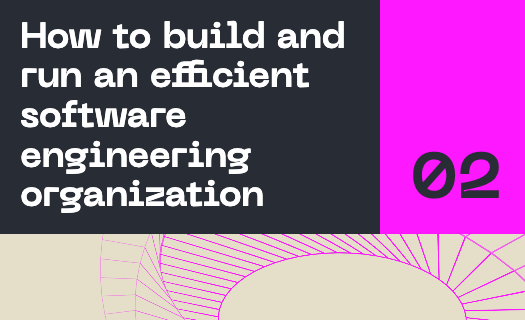 How to build and
run an efficient
software
engineering
organization
02